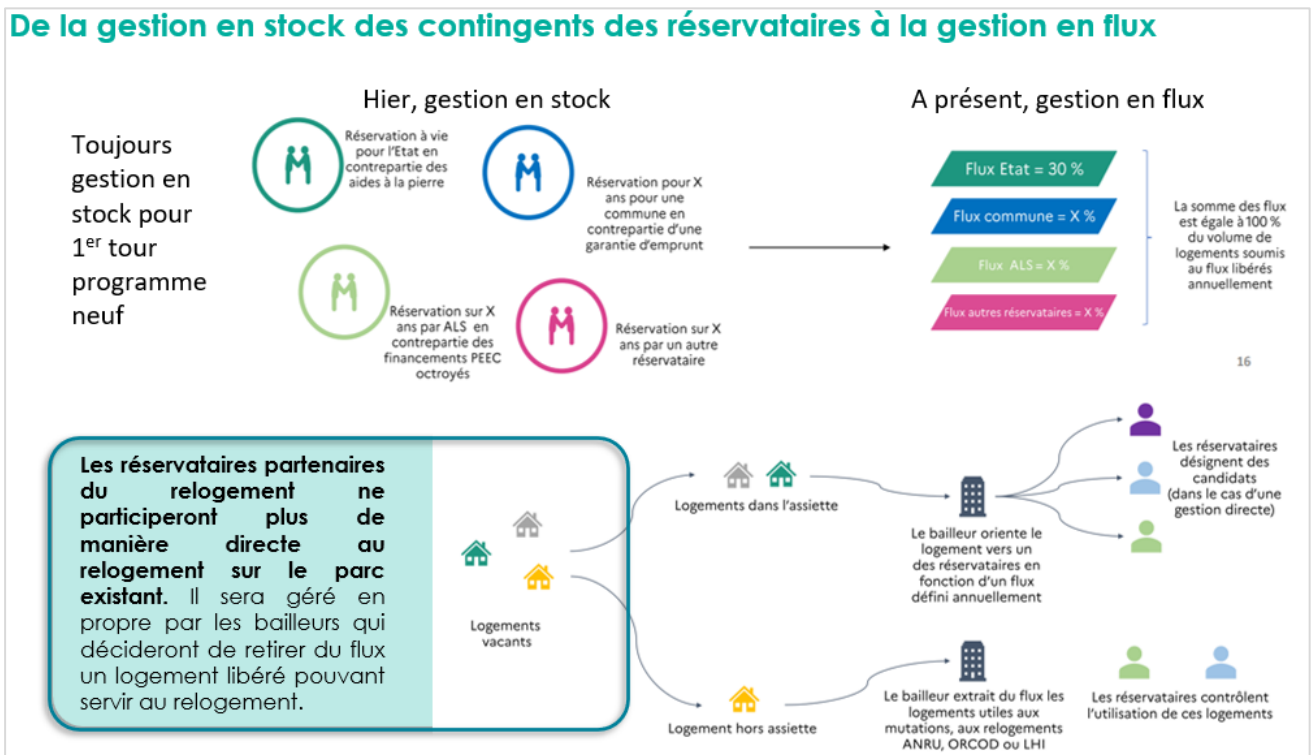 De la gestion en stock des contingents des réservataires à la gestion en flux
Hier, gestion en stock
A présent, gestion en flux
Toujours
gestion en
stock pour
1er tour
programme
neuf
Réservation à vie
pour l'Etat en
contrepartie des
aides à la pierre
Réservation pour X
ans pour une
commune en
contrepartie d'une
garantie d'emprunt
Réservation sur X
ans par ALS en
contrepartie des
financements PEEC
octroyés
Réservation sur X
ans par un autre
réservataire
Flux Etat = 30 %
Flux commune = X %
Flux ALS = X %
Flux autres réservataires = X %
La somme des flux
est égale à 100 %
du volume de
logements soumis
au flux libérés
annuellement
16
Les réservataires partenaires
du relogement ne
participeront plus de
manière directe au
relogement sur le parc
existant. Il sera géré en
propre par les bailleurs qui
décideront de retirer du flux
un logement libéré pouvant
servir au relogement.
Logements
vacants
Logements dans l'assiette
Le bailleur oriente le
logement vers un
des réservataires en
fonction d'un flux
défini annuellement
Les réservataires
désignent des
candidats
(dans le cas d'une
gestion directe)
Logement hors assiette
Le bailleur extrait du flux les
logements utiles aux
mutations, aux relogements
ANRU, ORCOD ou LHI
Les réservataires contrôlent
l'utilisation de ces logements